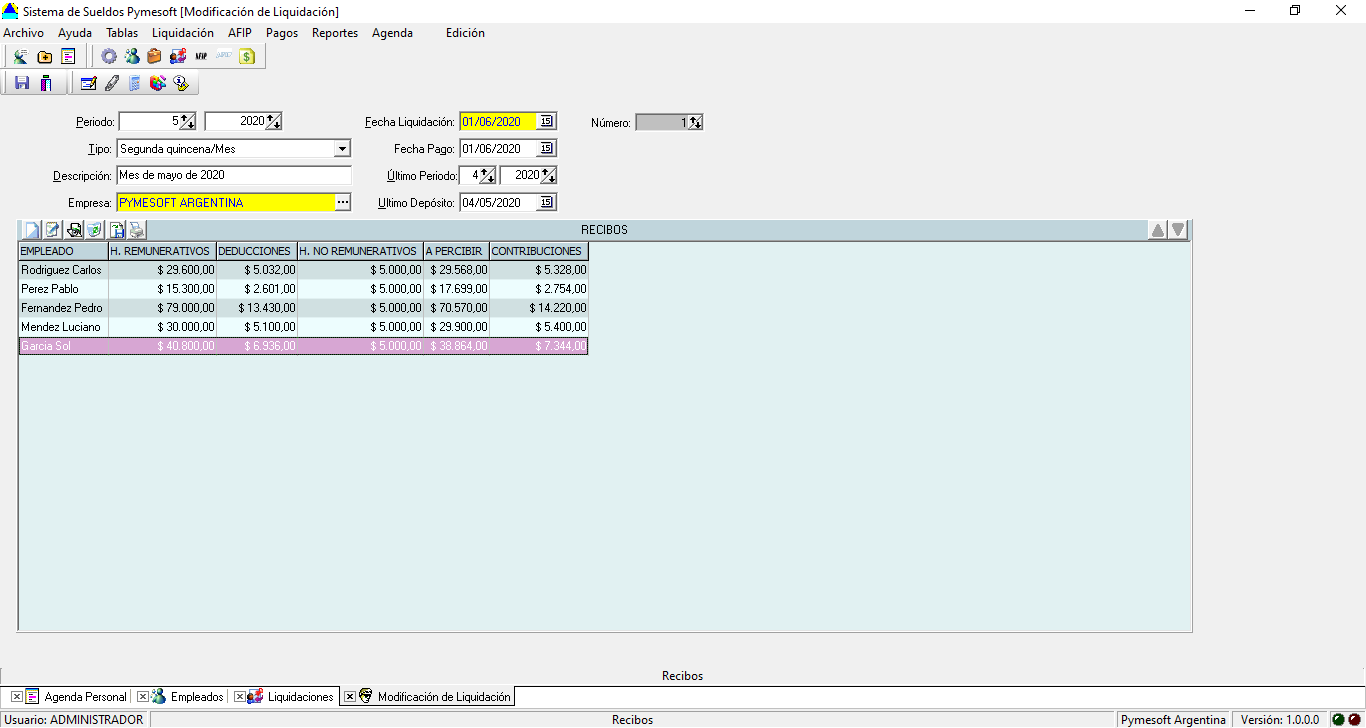 Sistema de Sueldos Pymesoft [Modificación de Liquidación]
Archivo Ayuda Tablas Liquidación AFIP Pagos Reportes Agenda Edición
AFIP
Periodo: 5 2020 Fecha Liquidación: 01/06/2020 15 Número: 1
Tipo: Segunda quincena/Mes Fecha Pago: 01/06/2020 15
Descripción: Mes de mayo de 2020 Último Periodo: 4 2020
Empresa: PYMESOFT ARGENTINA ... Ultimo Depósito: 04/05/2020 15
RECIBOS
EMPLEADO H. REMUNERATIVOS DEDUCCIONES H. NO REMUNERATIVOS A PERCIBIR CONTRIBUCIONES
Rodriguez Carlos $ 29.600,00 $ 5.032,00 $ 5.000,00 $ 29.568,00 $ 5.328,00
Perez Pablo $ 15.300,00 $ 2.601,00 $ 5.000,00 $ 17.699,00 $ 2.754,00
Fernandez Pedro $ 79.000,00 $ 13.430,00 $ 5.000,00 $ 70.570,00 $ 14.220,00
Mendez Luciano $ 30.000,00 $ 5.100,00 $ 5.000,00 $ 29.900,00 $ 5.400,00
Garcia Sol $ 40.800,00 $ 6.936,00 $ 5.000,00 $ 38.864,00 $ 7.344,00
Recibos
Agenda Personal Empleados Liquidaciones Modificación de Liquidación
Usuario: ADMINISTRADOR Recibos Pymesoft Argentina Versión: 1.0.0.0